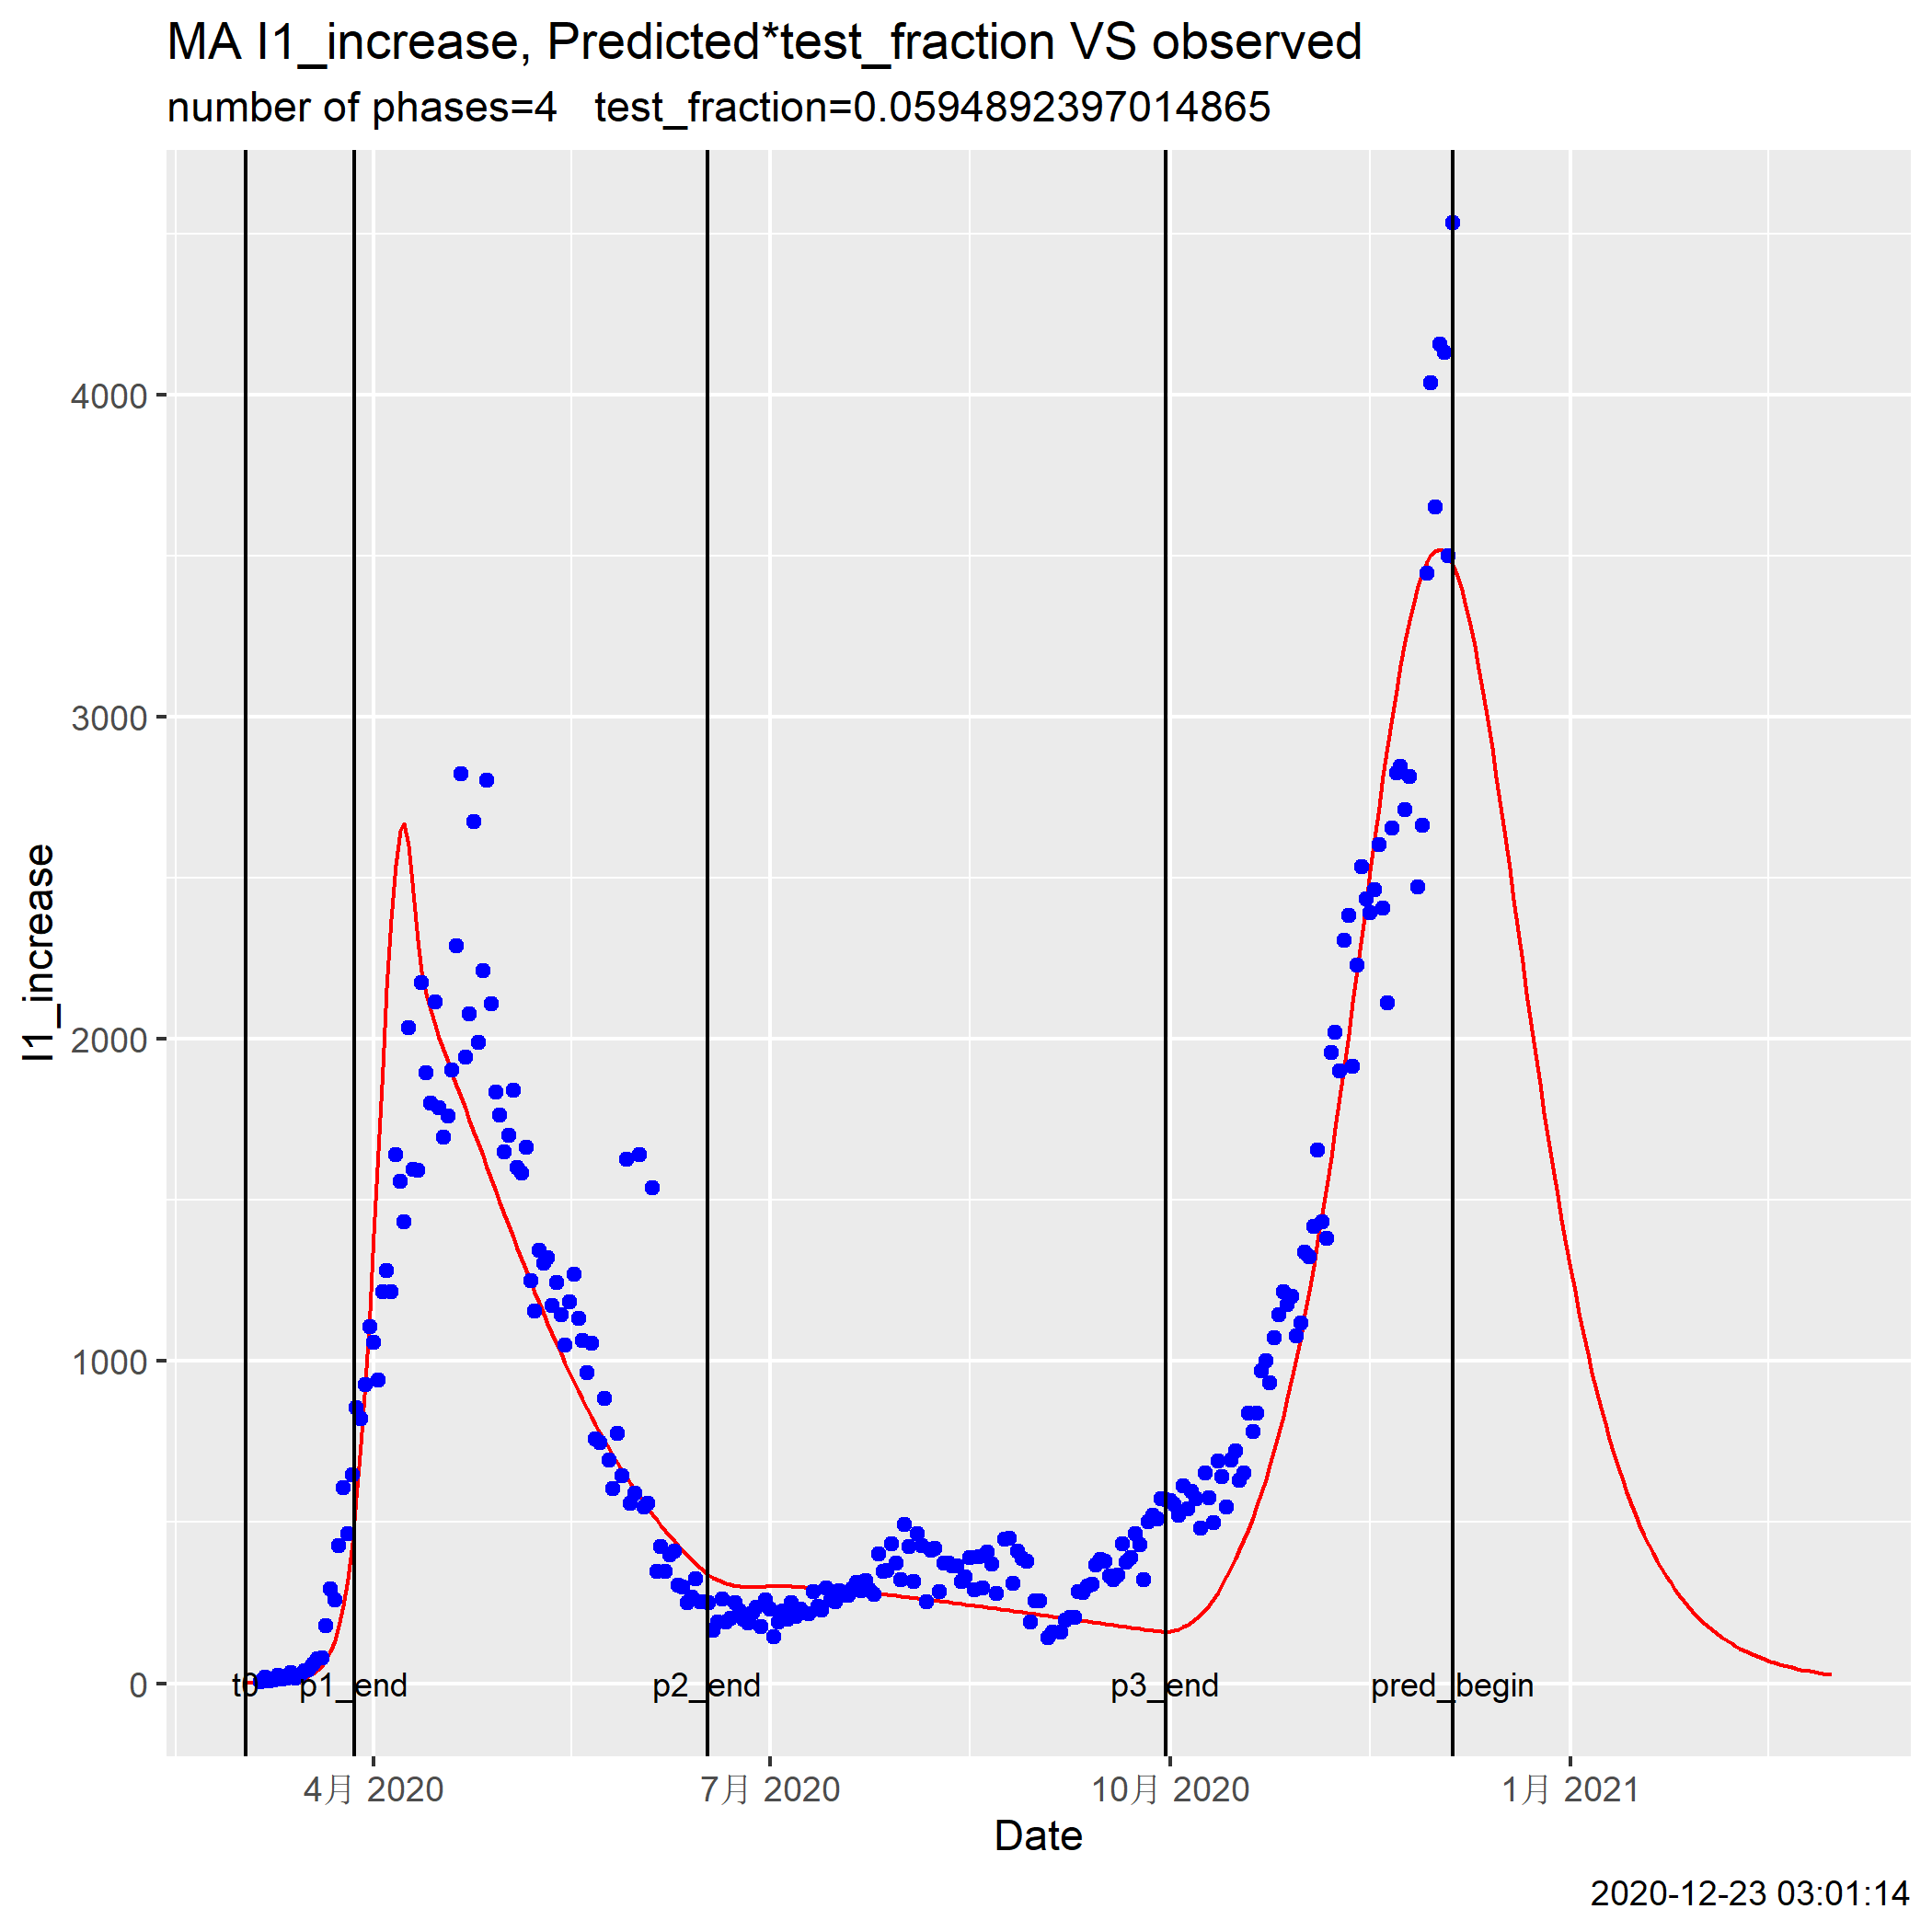 MA I1_increase, Predicted*test_fraction VS observed
number of phases=4 test_fraction=0.0594892397014865
I1_increase
4000
3000
2000
1000
0
t0 p1_end p2_end p3_end pred_begin
4月 2020 7月 2020 10月 2020 1月 2021
Date
2020-12-23 03:01:14